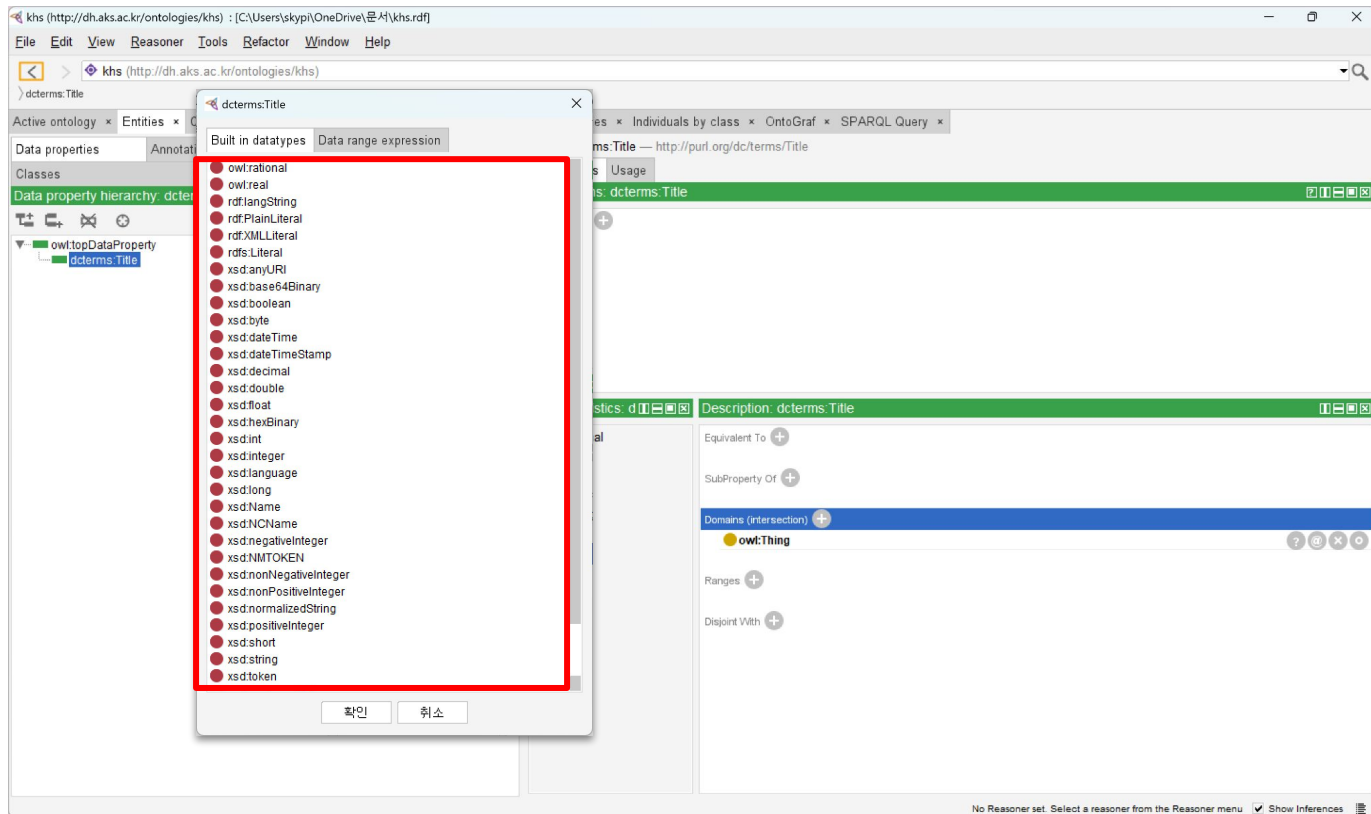 khs (http://dh.aks.ac.kr/ontologies/khs) : [C:\Users\skypi\OneDrive\문서\khs.rdf]
File Edit View Reasoner Tools Refactor Window Help
khs (http://dh.aks.ac.kr/ontologies/khs)
dcterms:Title
Active ontology × Entities ×
es × Individuals by class × OntoGraf × SPARQL Query ×
Data properties Annotati
ms:Title — http://purl.org/dc/terms/Title
Classes
s Usage
Data property hierarchy: dcter
ns: dcterms:Title
owl:topDataProperty
dcterms:Title
dcterms:Title
Built in datatypes Data range expression
owl:rational
owl:real
rdf:langString
rdf:PlainLiteral
rdf:XMLLiteral
rdfs:Literal
xsd:anyURI
xsd:base64Binary
xsd:boolean
xsd:byte
xsd:dateTime
xsd:dateTimeStamp
xsd:decimal
xsd:double
xsd:float
xsd:hexBinary
xsd:int
xsd:integer
xsd:language
xsd:long
xsd:Name
xsd:NCName
xsd:negativeInteger
xsd:NMTOKEN
xsd:nonNegativeInteger
xsd:nonPositiveInteger
xsd:normalizedString
xsd:positiveInteger
xsd:short
xsd:string
xsd:token
확인 취소
stics: d
al
Description: dcterms:Title
Equivalent To
SubProperty Of
Domains (intersection)
owl:Thing
Ranges
Disjoint With
No Reasoner set. Select a reasoner from the Reasoner menu Show Inferences